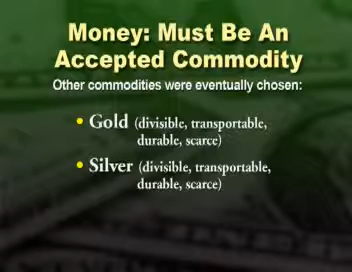 Money: Must Be An
Accepted Commodity
Other commodities were eventually chosen:
• Gold (divisible, transportable,
durable, scarce)
• Silver (divisible, transportable,
durable, scarce)